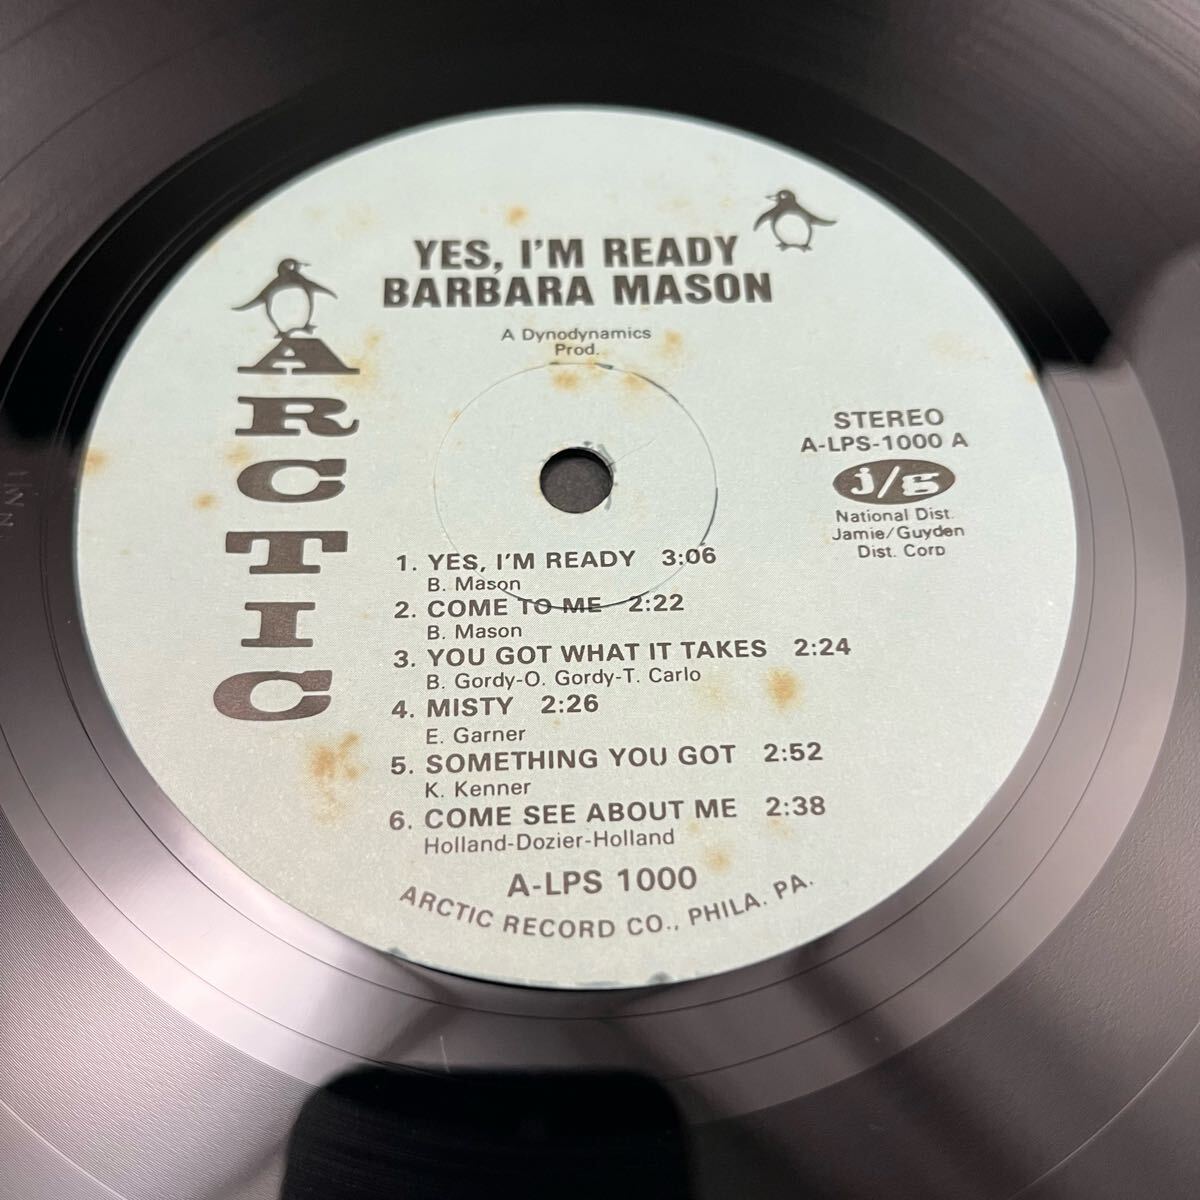 YES, I'M READY
BARBARA MASON
A Dynodynamics
Prod.
ARCTIC
STEREO
A-LPS-1000 A
j/g
National Dist.
Jamie/Guyden
Dist. Corp
1. YES, I'M READY 3:06
B. Mason
2. COME TO ME 2:22
B. Mason
3. YOU GOT WHAT IT TAKES 2:24
B. Gordy-O. Gordy-T. Carlo
4. MISTY 2:26
E. Garner
5. SOMETHING YOU GOT 2:52
K. Kenner
6. COME SEE ABOUT ME 2:38
Holland-Dozier-Holland
A-LPS 1000
ARCTIC RECORD CO., PHILA. PA.